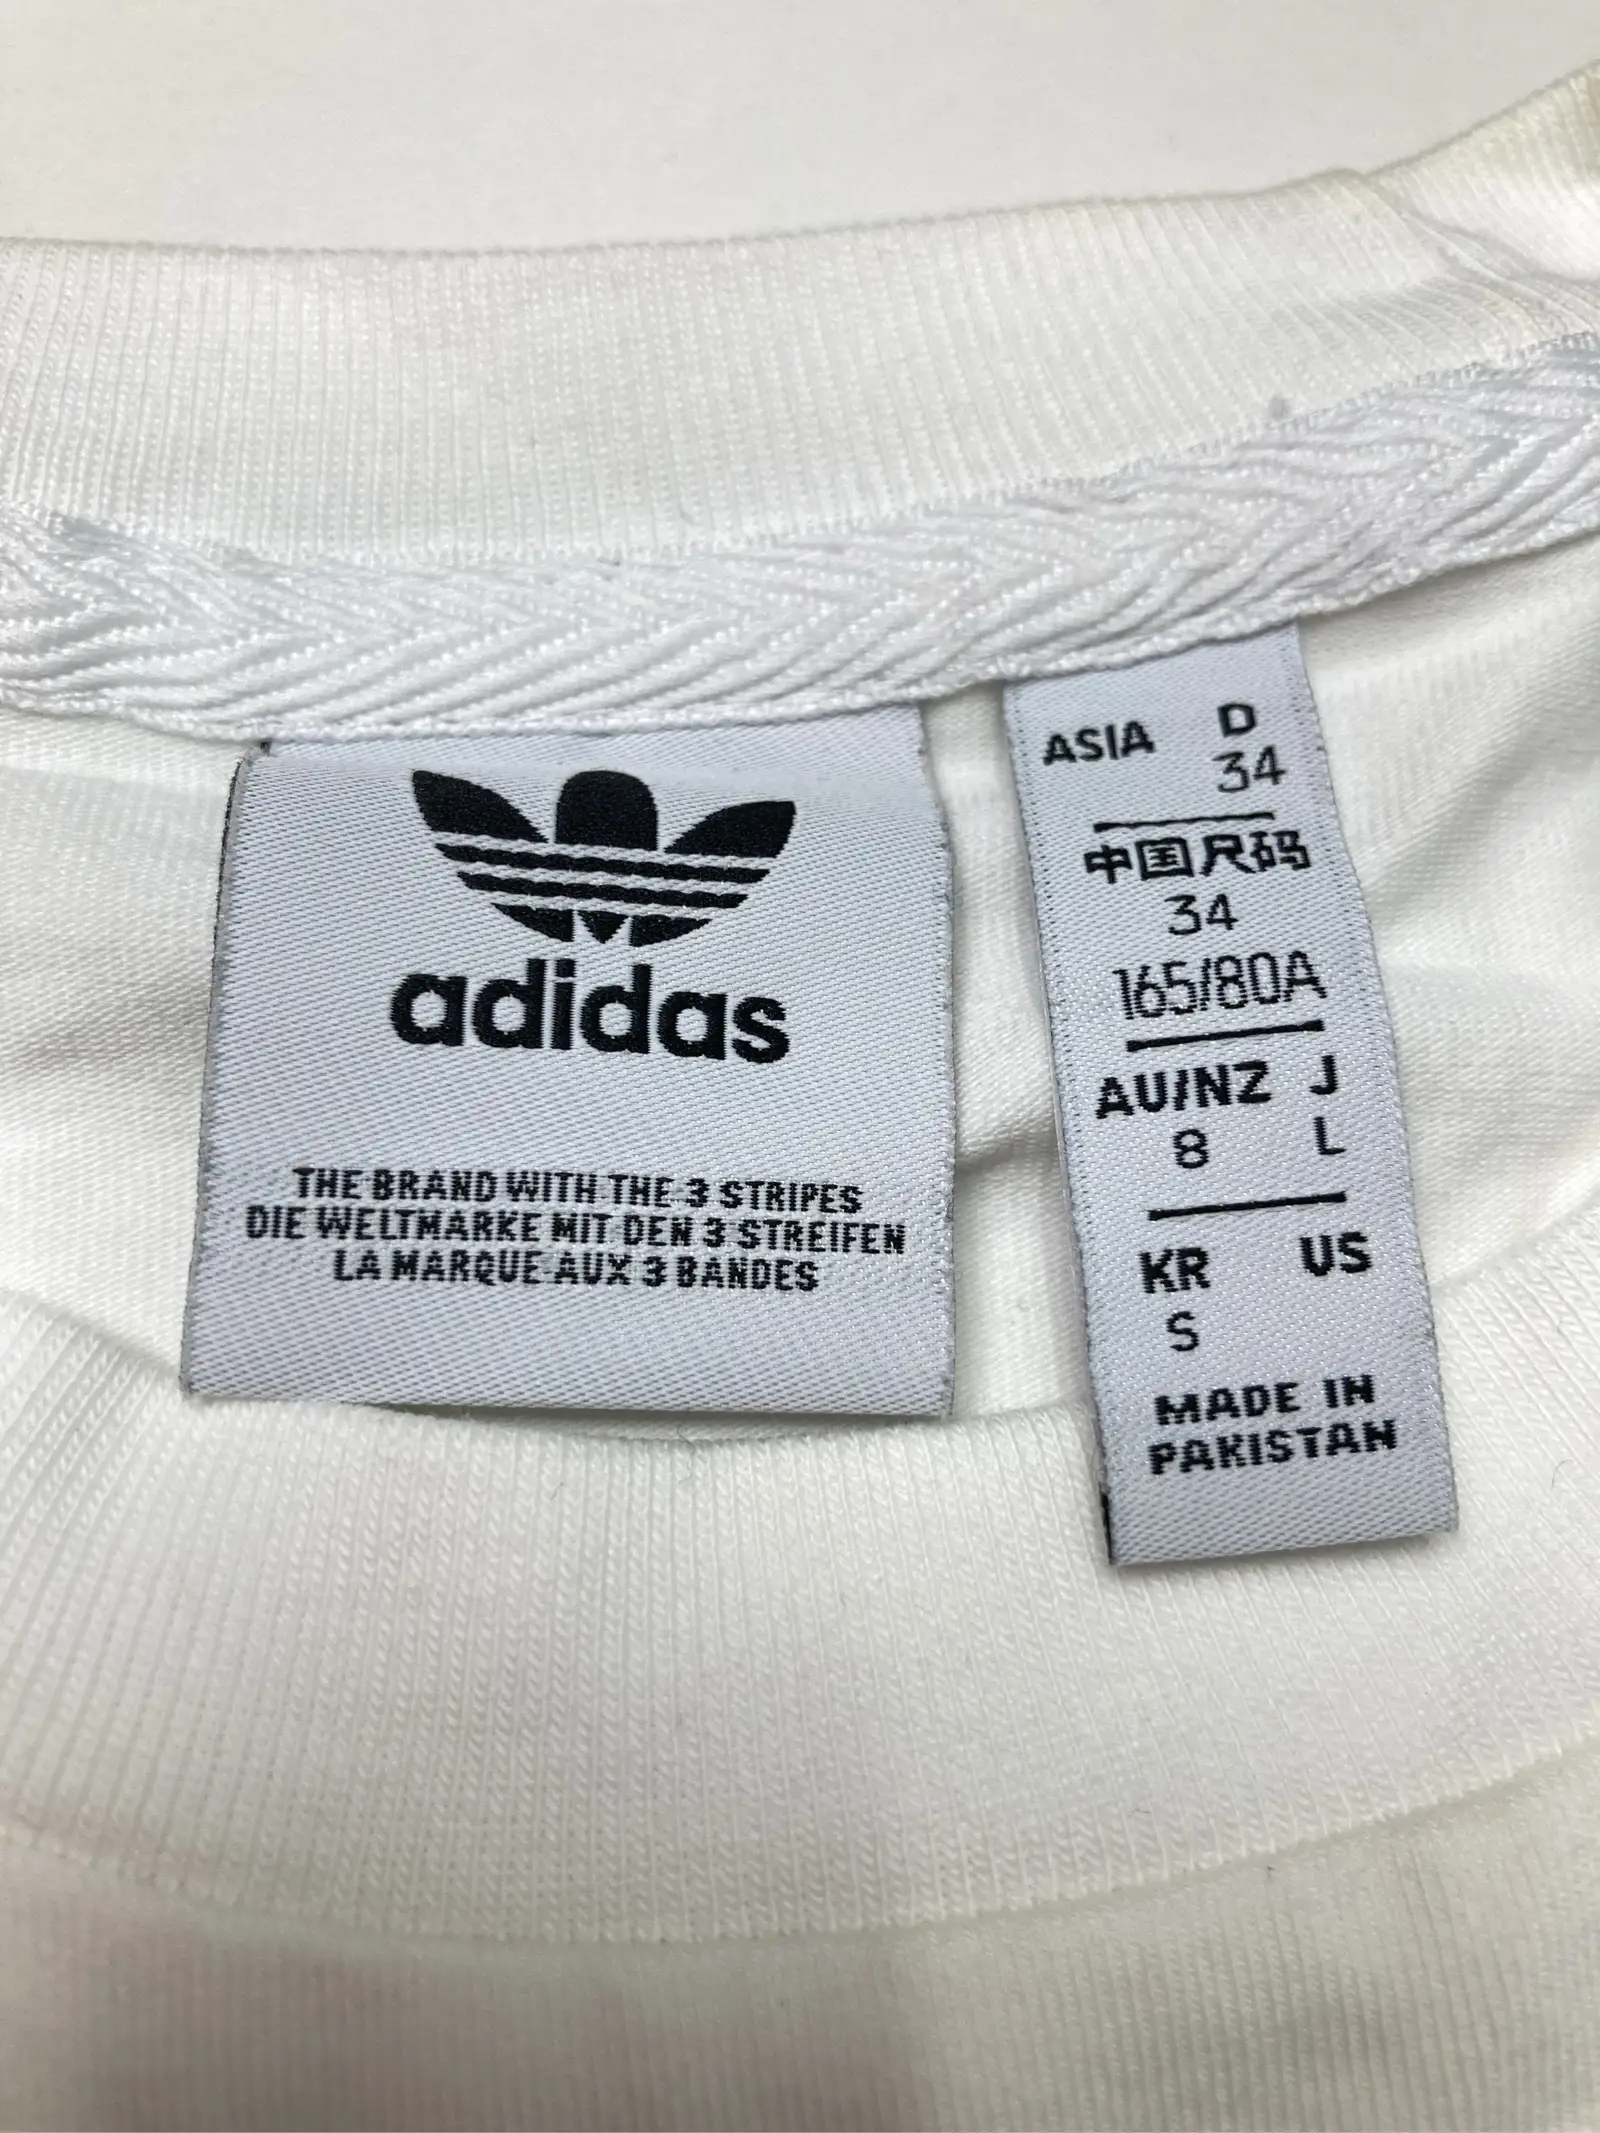 adidas
THE BRAND WITH THE 3 STRIPES
DIE WELTMARKE MIT DEN 3 STREIFEN
LA MARQUE AUX 3 BANDES
ASIA D
34
中国尺码
34
165/80A
AU/NZ J
8 L
KR US
S
MADE IN
PAKISTAN